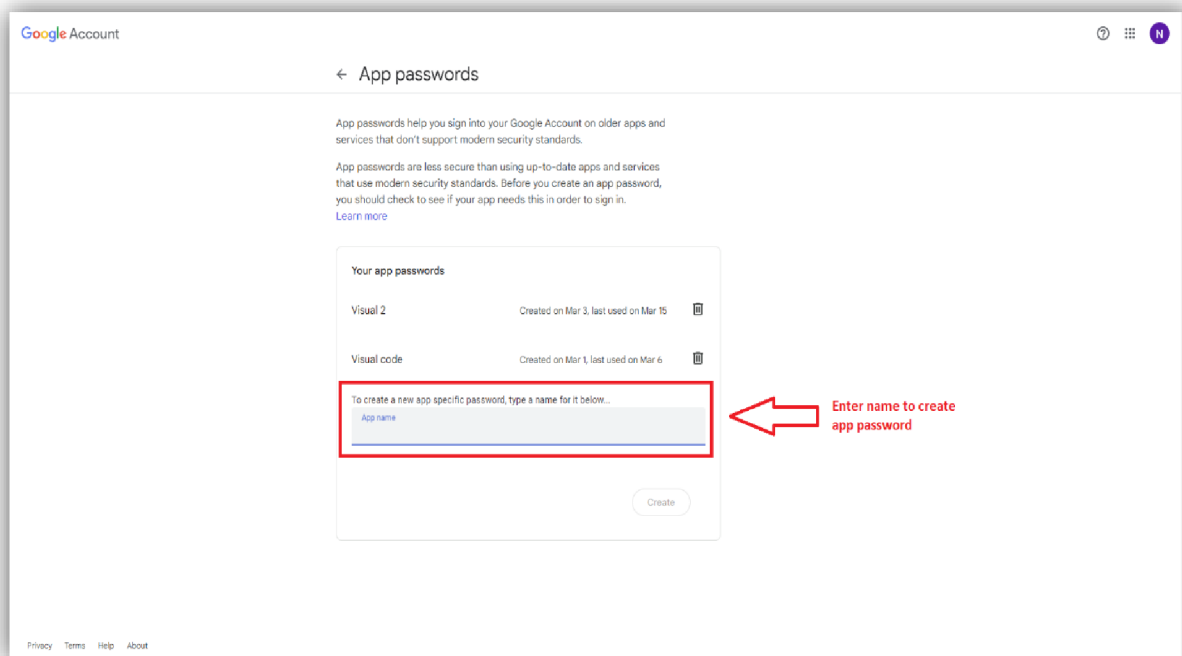 Google Account
N
App passwords
App passwords help you sign into your Google Account on older apps and
services that don't support modern security standards.
App passwords are less secure than using up-to-date apps and services
that use modern security standards. Before you create an app password,
you should check to see if your app needs this in order to sign in.
Learn more
Your app passwords
Visual 2 Created on Mar 3, last used on Mar 15
Visual code Created on Mar 1, last used on Mar 6
To create a new app specific password, type a name for it below...
App name
Enter name to create
app password
Create
Privacy Terms Help About